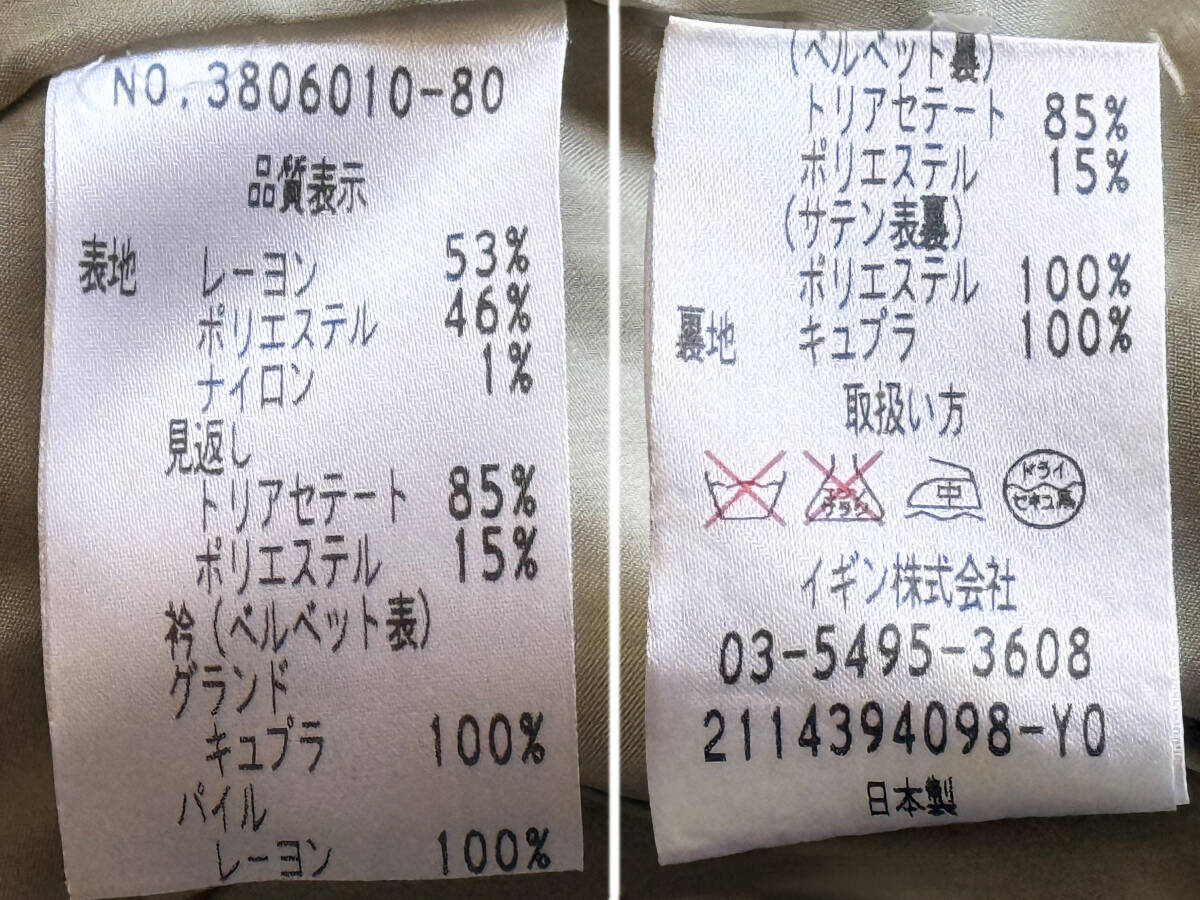 NO.3806010-80
品質表示
表地 レーヨン 53%
ポリエステル 46%
ナイロン 1%
見返し
トリアセテート 85%
ポリエステル 15%
衿(ベルベット表)
グランド
キュプラ 100%
パイル
レーヨン 100%
(ベルベット裏)
トリアセテート 85%
ポリエステル 15%
(サテン表裏)
ポリエステル 100%
裏地 キュプラ 100%
取扱い方
エンソ
サラシ
中
ドライ
セキユ系
イギン株式会社
03-5495-3608
2114394098-Y0
日本製